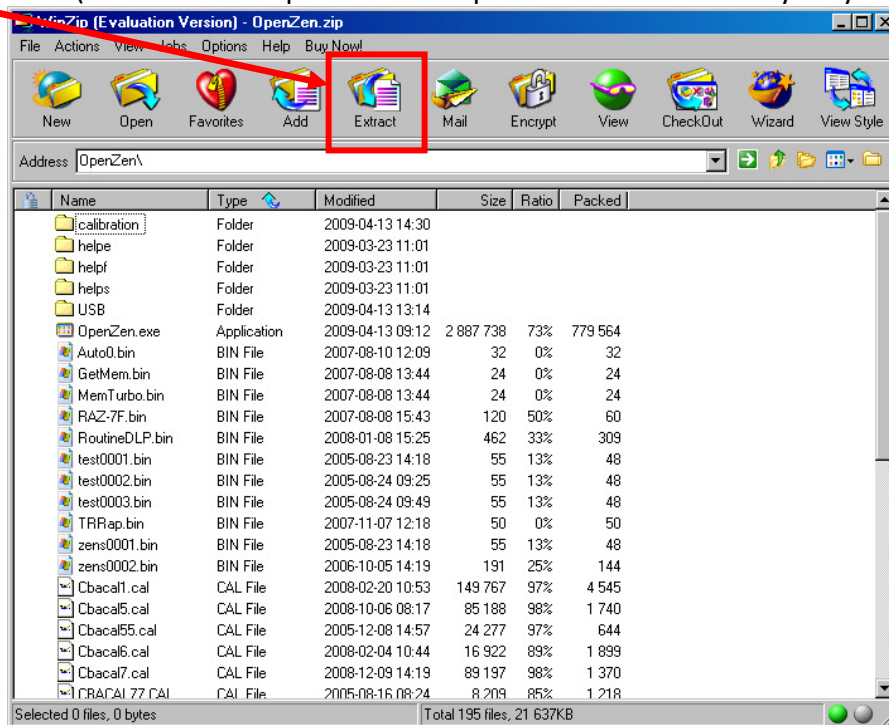 WinZip (Evaluation Version) - OpenZen.zip
File Actions View Jobs Options Help Buy Now!
New Open Favorites Add Extract Mail Encrypt View CheckOut Wizard View Style
Address OpenZen\
Name Type Modified Size Ratio Packed
calibration Folder 2009-04-13 14:30
helpe Folder 2009-03-23 11:01
helpf Folder 2009-03-23 11:01
helps Folder 2009-03-23 11:01
USB Folder 2009-04-13 13:14
OpenZen.exe Application 2009-04-13 09:12 2 887 738 73% 779 564
Auto0.bin BIN File 2007-08-10 12:09 32 0% 32
GetMem.bin BIN File 2007-08-08 13:44 24 0% 24
MemTurbo.bin BIN File 2007-08-08 13:44 24 0% 24
RAZ-7F.bin BIN File 2007-08-08 15:43 120 50% 60
RoutineDLP.bin BIN File 2008-01-08 15:25 462 33% 309
test0001.bin BIN File 2005-08-23 14:18 55 13% 48
test0002.bin BIN File 2005-08-24 09:25 55 13% 48
test0003.bin BIN File 2005-08-24 09:49 55 13% 48
TRRap.bin BIN File 2007-11-07 12:18 50 0% 50
zens0001.bin BIN File 2005-08-23 14:18 55 13% 48
zens0002.bin BIN File 2006-10-05 14:19 191 25% 144
Cbacal1.cal CAL File 2008-02-20 10:53 149 767 97% 4 545
Cbacal5.cal CAL File 2008-10-06 08:17 85 188 98% 1 740
Cbacal55.cal CAL File 2005-12-08 14:57 24 277 97% 644
Cbacal6.cal CAL File 2008-02-04 10:44 16 922 89% 1 899
Cbacal7.cal CAL File 2008-12-09 14:19 89 197 98% 1 370
CBACAL77.CAL CAL File 2005-08-16 08:24 8 209 85% 1 218
Selected 0 files, 0 bytes Total 195 files, 21 637KB